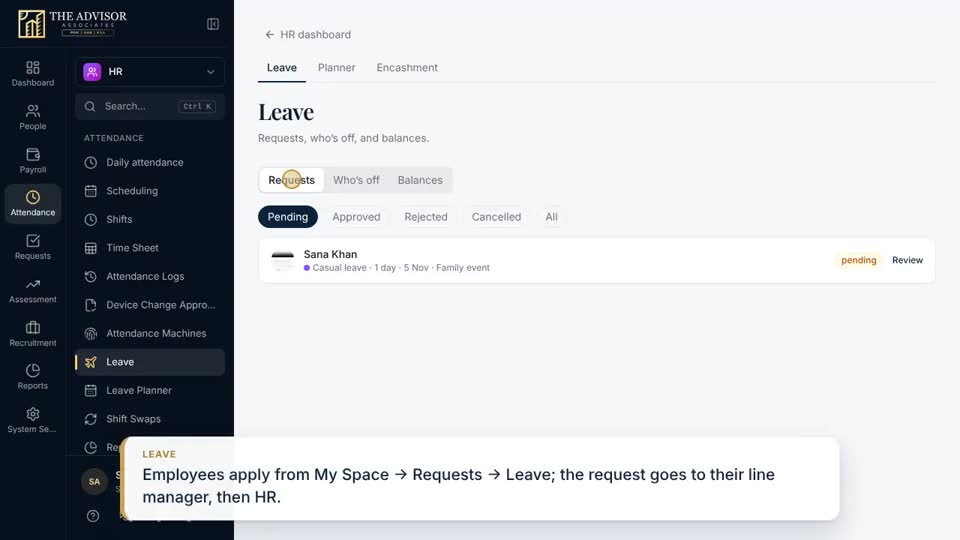 THE ADVISOR
ASSOCIATES
PAK | UAE | KSA
Dashboard
People
Payroll
Attendance
Requests
Assessment
Recruitment
Reports
System Se...
HR
Search...
Ctrl K
ATTENDANCE
Daily attendance
Scheduling
Shifts
Time Sheet
Attendance Logs
Device Change Appro...
Attendance Machines
Leave
Leave Planner
Shift Swaps
SA
← HR dashboard
Leave
Planner
Encashment
Leave
Requests, who's off, and balances.
Requests
Who's off
Balances
Pending
Approved
Rejected
Cancelled
All
Sana Khan
Casual leave · 1 day · 5 Nov · Family event
pending
Review
LEAVE
Employees apply from My Space → Requests → Leave; the request goes to their line
manager, then HR.